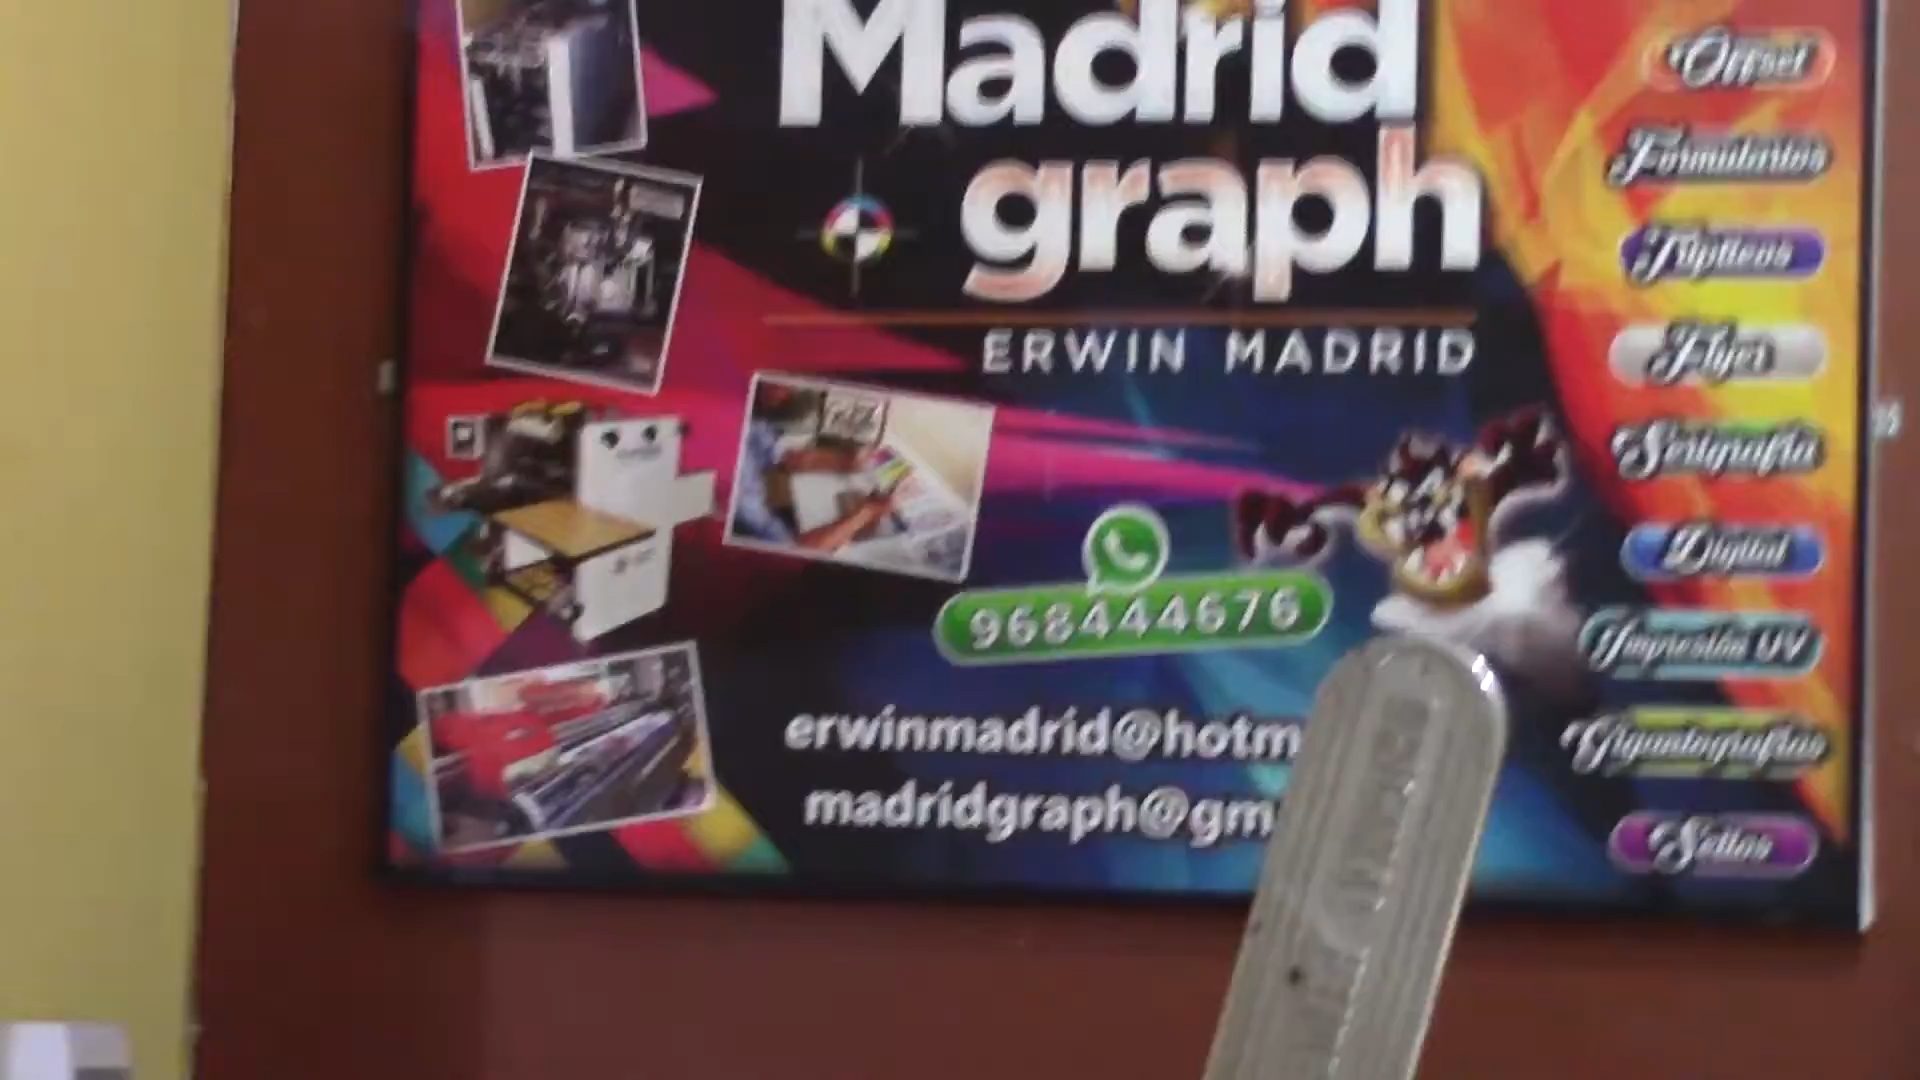 Madrid
graph
ERWIN MADRID
968444676
erwinmadrid@hotm
madridgraph@gm
Offset
Formularios
Trípticos
Flyer
Serigrafía
Digital
Impresión UV
Gigantografías
Sellos